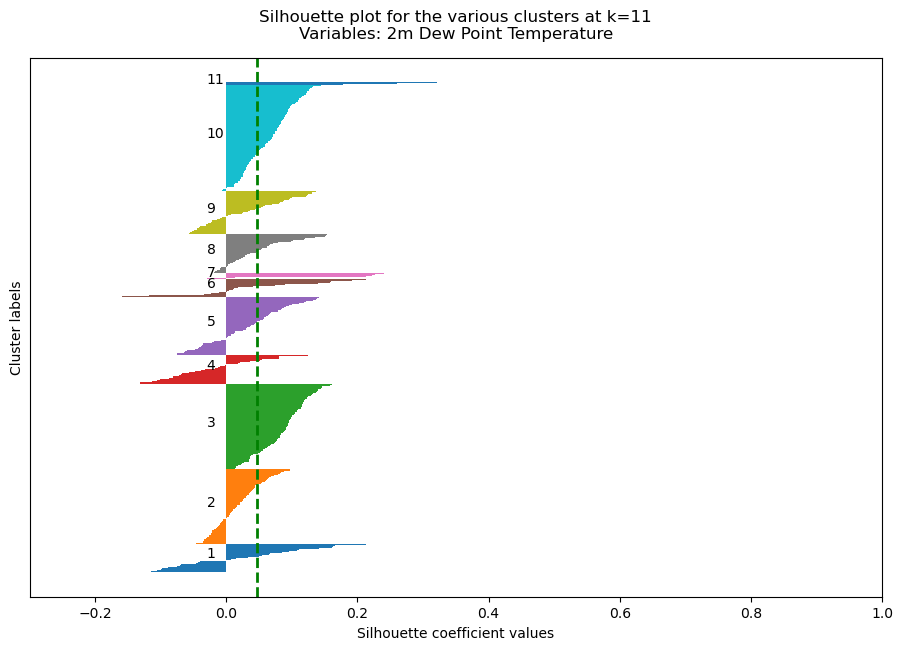 Silhouette plot for the various clusters at k=11
Variables: 2m Dew Point Temperature
11
10
9
8
7
6
5
4
3
2
1
Cluster labels
−0.2 0.0 0.2 0.4 0.6 0.8 1.0
Silhouette coefficient values